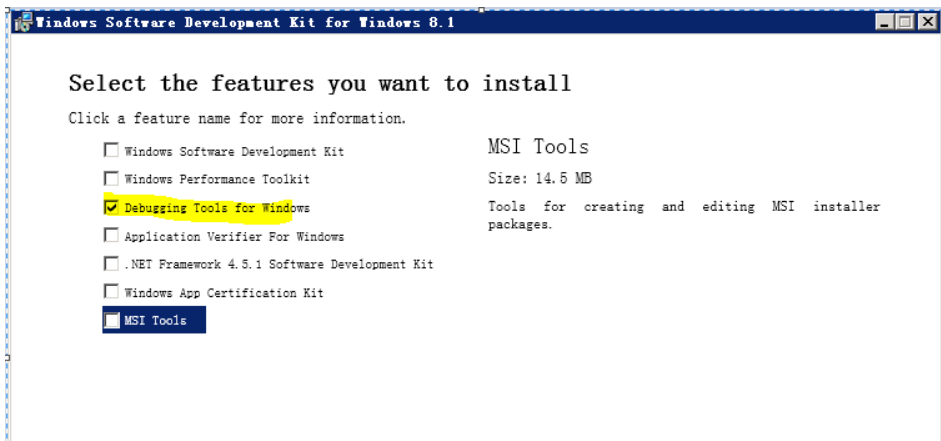 Windows Software Development Kit for Windows 8.1
Select the features you want to install
Click a feature name for more information.
Windows Software Development Kit
Windows Performance Toolkit
Debugging Tools for Windows
Application Verifier For Windows
.NET Framework 4.5.1 Software Development Kit
Windows App Certification Kit
MSI Tools
MSI Tools
Size: 14.5 MB
Tools for creating and editing MSI installer
packages.